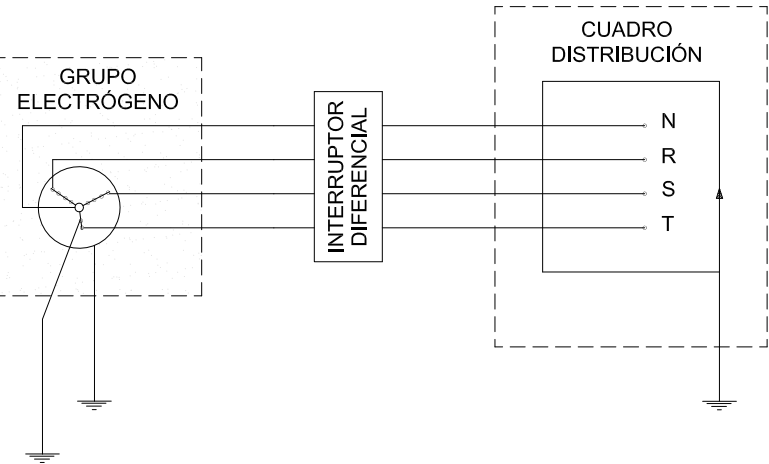 CUADRO
DISTRIBUCIÓN
GRUPO
ELECTRÓGENO
INTERRUPTOR
DIFERENCIAL
N
R
S
T